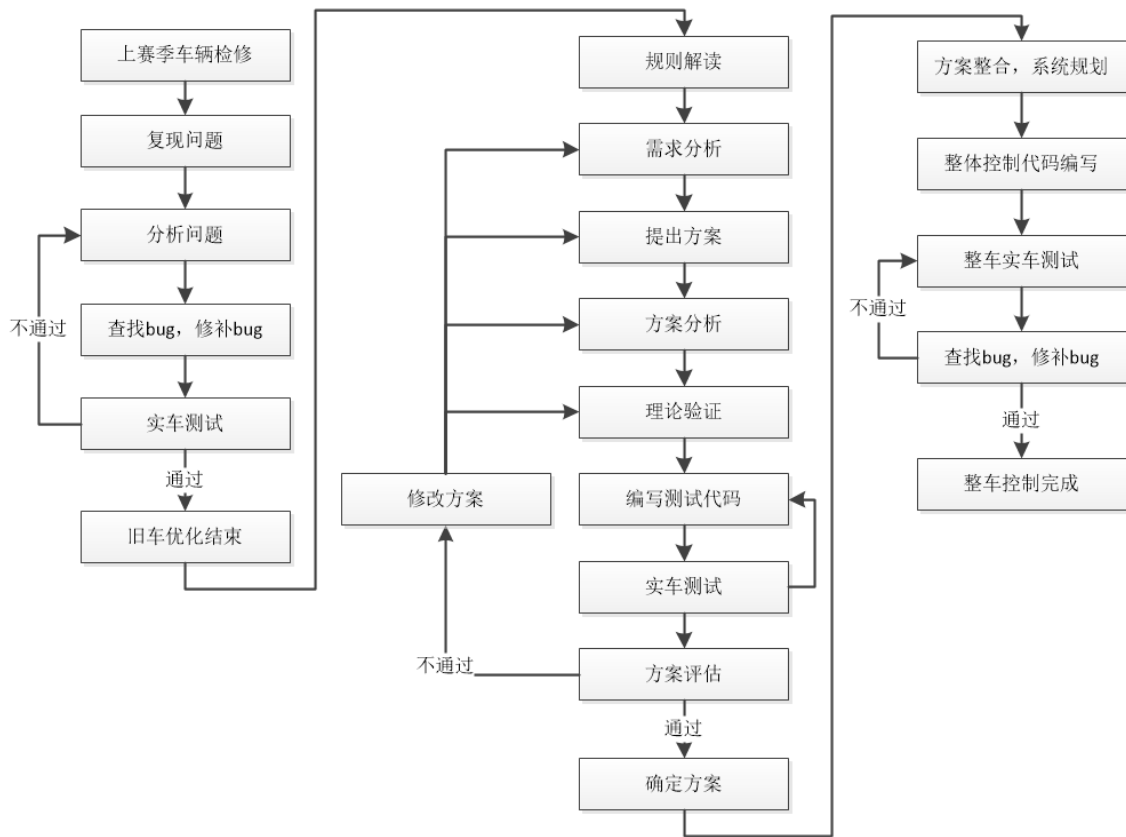 上赛季车辆检修
复现问题
分析问题
不通过
查找bug，修补bug
实车测试
通过
旧车优化结束
规则解读
需求分析
提出方案
方案分析
理论验证
修改方案
编写测试代码
实车测试
不通过
方案评估
通过
确定方案
方案整合，系统规划
整体控制代码编写
整车实车测试
不通过
查找bug，修补bug
通过
整车控制完成